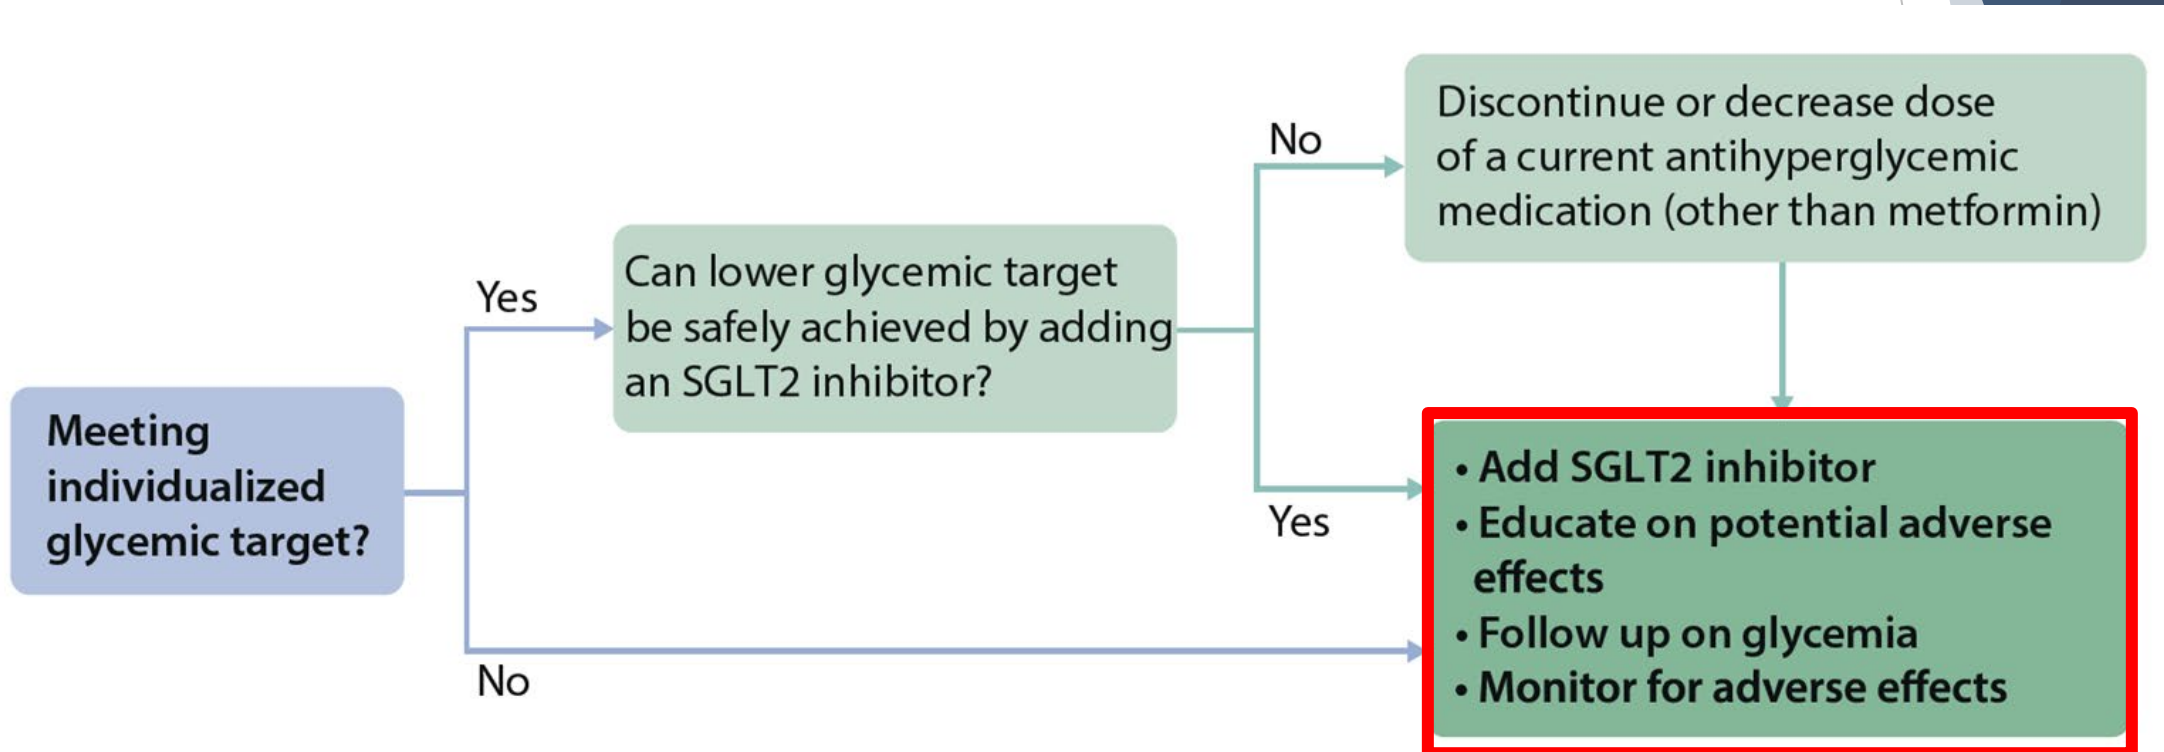 Meeting
individualized
glycemic target?
Yes
No
Can lower glycemic target
be safely achieved by adding
an SGLT2 inhibitor?
No
Yes
Discontinue or decrease dose
of a current antihyperglycemic
medication (other than metformin)
• Add SGLT2 inhibitor
• Educate on potential adverse
effects
• Follow up on glycemia
• Monitor for adverse effects